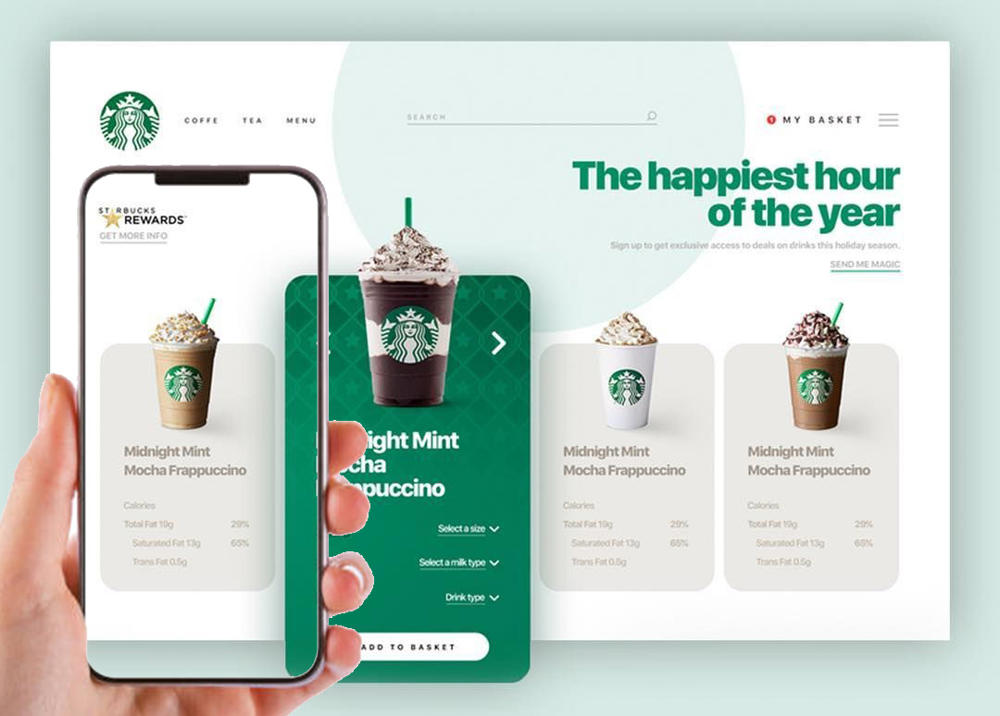 COFFE TEA MENU
SEARCH
1 MY BASKET
The happiest hour
of the year
Sign up to get exclusive access to deals on drinks this holiday season.
SEND ME MAGIC
STARBUCKS
REWARDS™
GET MORE INFO
Midnight Mint
Mocha Frappuccino
Calories
Total Fat 19g 29%
Saturated Fat 13g 65%
Trans Fat 0.5g
ight Mint
cha
ppuccino
Select a size
Select a milk type
Drink type
ADD TO BASKET
Midnight Mint
Mocha Frappuccino
Calories
Total Fat 19g 29%
Saturated Fat 13g 65%
Trans Fat 0.5g
Midnight Mint
Mocha Frappuccino
Calories
Total Fat 19g 29%
Saturated Fat 13g 65%
Trans Fat 0.5g